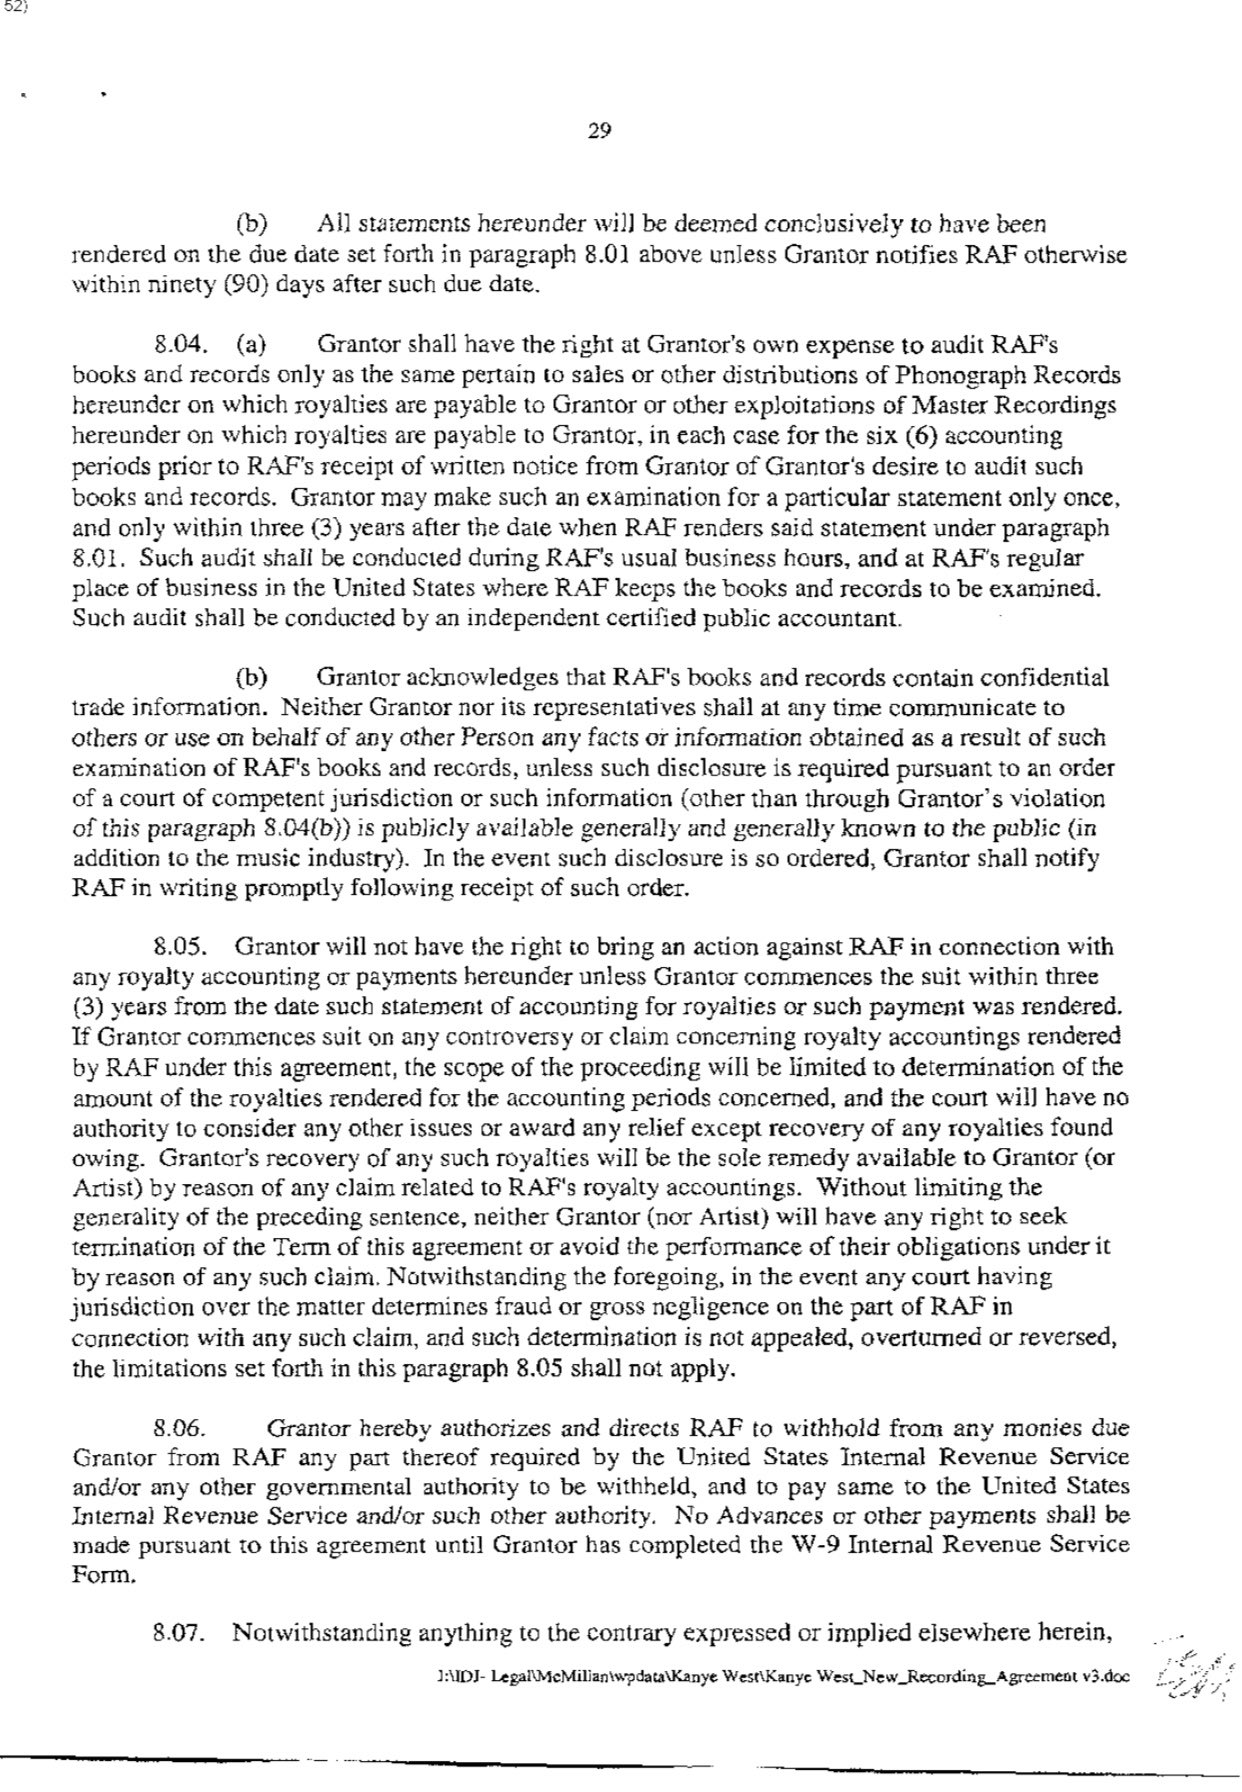 52)
29
(b) All statements hereunder will be deemed conclusively to have been
rendered on the due date set forth in paragraph 8.01 above unless Grantor notifies RAF otherwise
within ninety (90) days after such due date.
8.04. (a) Grantor shall have the right at Grantor's own expense to audit RAF's
books and records only as the same pertain to sales or other distributions of Phonograph Records
hereunder on which royalties are payable to Grantor or other exploitations of Master Recordings
hereunder on which royalties are payable to Grantor, in each case for the six (6) accounting
periods prior to RAF's receipt of written notice from Grantor of Grantor's desire to audit such
books and records. Grantor may make such an examination for a particular statement only once,
and only within three (3) years after the date when RAF renders said statement under paragraph
8.01. Such audit shall be conducted during RAF's usual business hours, and at RAF's regular
place of business in the United States where RAF keeps the books and records to be examined.
Such audit shall be conducted by an independent certified public accountant.
(b) Grantor acknowledges that RAF's books and records contain confidential
trade information. Neither Grantor nor its representatives shall at any time communicate to
others or use on behalf of any other Person any facts or information obtained as a result of such
examination of RAF's books and records, unless such disclosure is required pursuant to an order
of a court of competent jurisdiction or such information (other than through Grantor's violation
of this paragraph 8.04(b)) is publicly available generally and generally known to the public (in
addition to the music industry). In the event such disclosure is so ordered, Grantor shall notify
RAF in writing promptly following receipt of such order.
8.05. Grantor will not have the right to bring an action against RAF in connection with
any royalty accounting or payments hereunder unless Grantor commences the suit within three
(3) years from the date such statement of accounting for royalties or such payment was rendered.
If Grantor commences suit on any controversy or claim concerning royalty accountings rendered
by RAF under this agreement, the scope of the proceeding will be limited to determination of the
amount of the royalties rendered for the accounting periods concerned, and the court will have no
authority to consider any other issues or award any relief except recovery of any royalties found
owing. Grantor's recovery of any such royalties will be the sole remedy available to Grantor (or
Artist) by reason of any claim related to RAF's royalty accountings. Without limiting the
generality of the preceding sentence, neither Grantor (nor Artist) will have any right to seek
termination of the Term of this agreement or avoid the performance of their obligations under it
by reason of any such claim. Notwithstanding the foregoing, in the event any court having
jurisdiction over the matter determines fraud or gross negligence on the part of RAF in
connection with any such claim, and such determination is not appealed, overturned or reversed,
the limitations set forth in this paragraph 8.05 shall not apply.
8.06. Grantor hereby authorizes and directs RAF to withhold from any monies due
Grantor from RAF any part thereof required by the United States Internal Revenue Service
and/or any other governmental authority to be withheld, and to pay same to the United States
Internal Revenue Service and/or such other authority. No Advances or other payments shall be
made pursuant to this agreement until Grantor has completed the W-9 Internal Revenue Service
Form.
8.07. Notwithstanding anything to the contrary expressed or implied elsewhere herein,
J:\IDJ- Legal\McMillan\wpdata\Kanye West\Kanye West_New_Recording_Agreement v3.doc